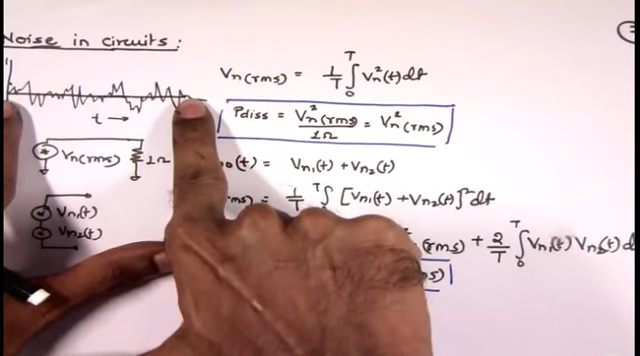 Noise in circuits:
Vn(rms) = 1/T ∫₀ᵀ Vn²(t)dt
t →
Pdiss = Vn²(rms)/1Ω = Vn²(rms)
Vn(rms) 1Ω
(t) = Vn1(t) + Vn2(t)
= 1/T ∫ [Vn1(t) + Vn2(t)]² dt
Vn1(t)
Vn2(t)
(rms) + 2/T ∫₀ᵀ Vn1(t) Vn2(t)